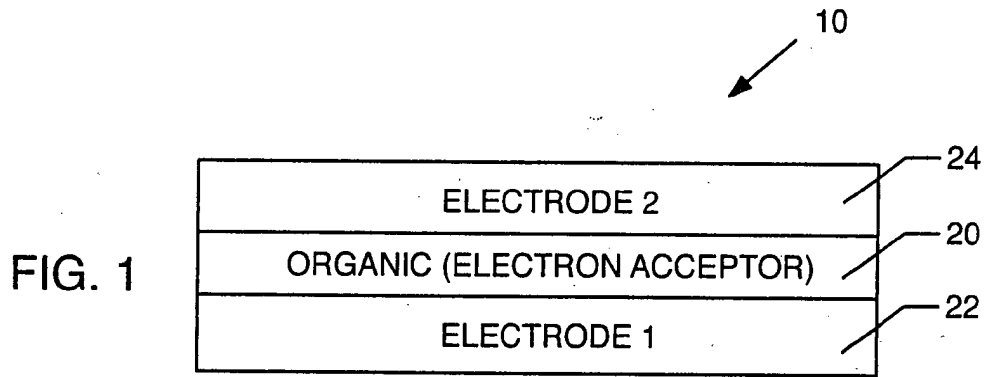 10
ELECTRODE 2
24
FIG. 1
ORGANIC (ELECTRON ACCEPTOR)
20
ELECTRODE 1
22